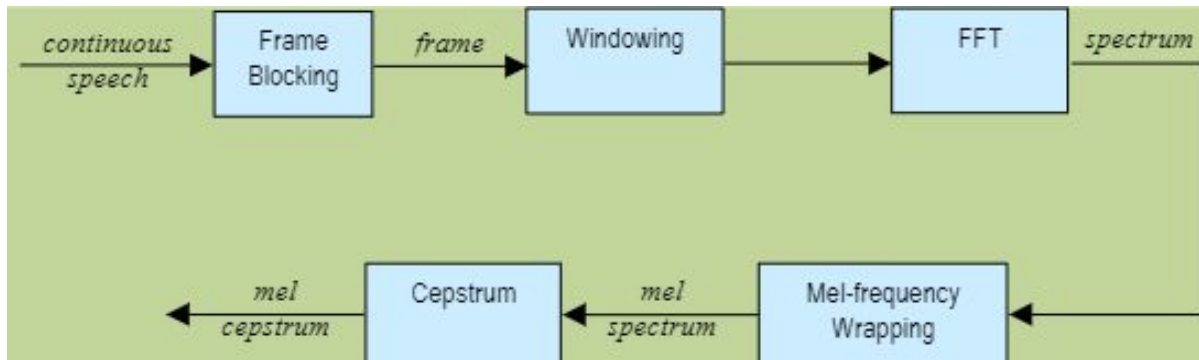 continuous
speech
Frame
Blocking
frame
Windowing
FFT
spectrum
mel
cepstrum
Cepstrum
mel
spectrum
Mel-frequency
Wrapping